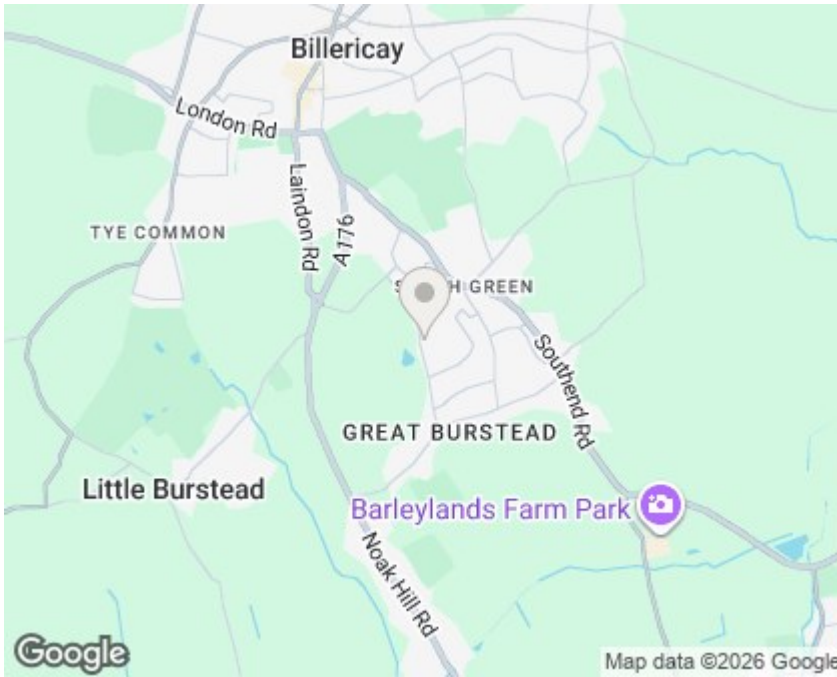 Billericay
London Rd
Laindon Rd
A176
TYE COMMON
GREEN
Southend Rd
GREAT BURSTEAD
Little Burstead
Barleylands Farm Park
Noak Hill Rd
Google
Map data ©2026 Google